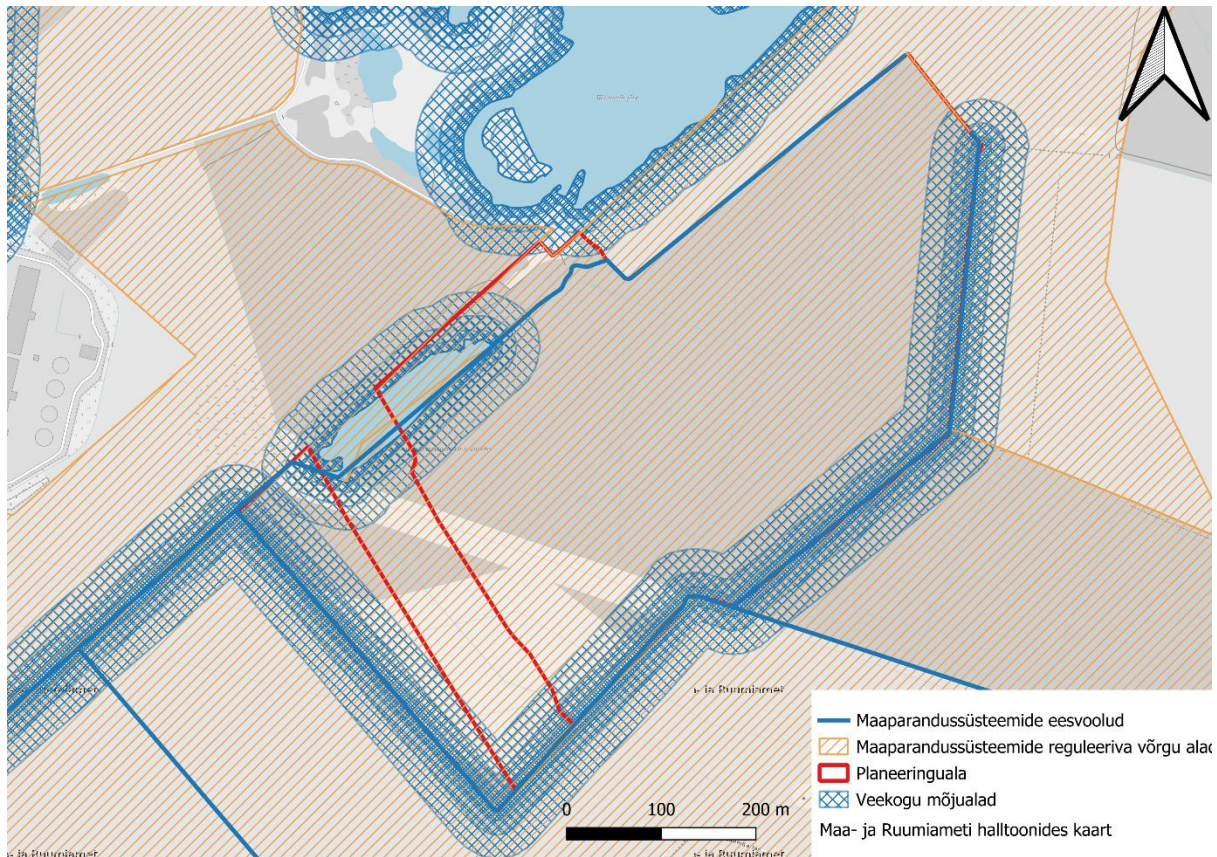 Maaparandussüsteemide eesvoolud
Maaparandussüsteemide reguleeriva võrgu alad
Planeeringuala
Veekogu mõjualad
Maa- ja Ruumiameti halltoonides kaart
0 100 200 m